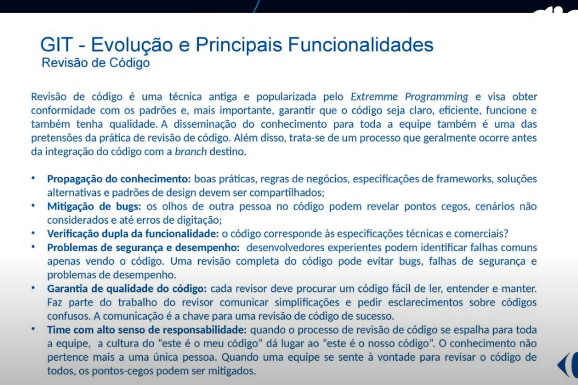 GIT - Evolução e Principais Funcionalidades
Revisão de Código
Revisão de código é uma técnica antiga e popularizada pelo Extremme Programming e visa obter
conformidade com os padrões e, mais importante, garantir que o código seja claro, eficiente, funcione e
também tenha qualidade. A disseminação do conhecimento para toda a equipe também é uma das
pretensões da prática de revisão de código. Além disso, trata-se de um processo que geralmente ocorre antes
da integração do código com a branch destino.
• Propagação do conhecimento: boas práticas, regras de negócios, especificações de frameworks, soluções
alternativas e padrões de design devem ser compartilhados;
• Mitigação de bugs: os olhos de outra pessoa no código podem revelar pontos cegos, cenários não
considerados e até erros de digitação;
• Verificação dupla da funcionalidade: o código corresponde às especificações técnicas e comerciais?
• Problemas de segurança e desempenho: desenvolvedores experientes podem identificar falhas comuns
apenas vendo o código. Uma revisão completa do código pode evitar bugs, falhas de segurança e
problemas de desempenho.
• Garantia de qualidade do código: cada revisor deve procurar um código fácil de ler, entender e manter.
Faz parte do trabalho do revisor comunicar simplificações e pedir esclarecimentos sobre códigos
confusos. A comunicação é a chave para uma revisão de código de sucesso.
• Time com alto senso de responsabilidade: quando o processo de revisão de código se espalha para toda
a equipe, a cultura do “este é o meu código” dá lugar ao “este é o nosso código”. O conhecimento não
pertence mais a uma única pessoa. Quando uma equipe se sente à vontade para revisar o código de
todos, os pontos-cegos podem ser mitigados.